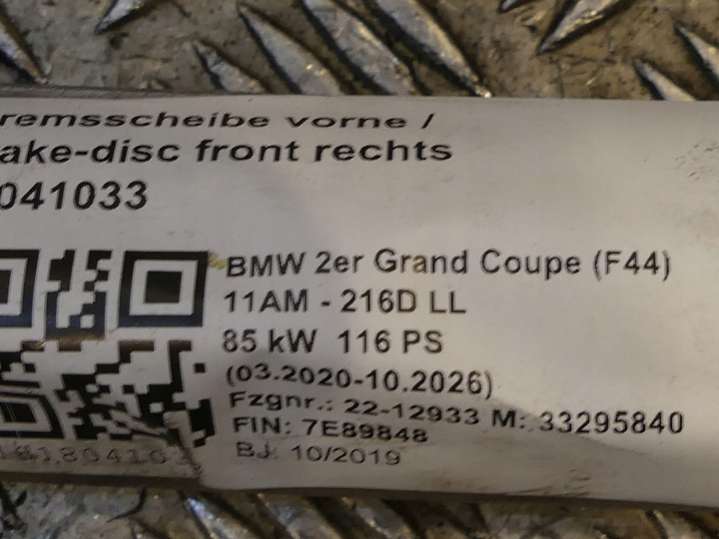 remsscheibe vorne /
ake-disc front rechts
041033
BMW 2er Grand Coupe (F44)
11AM - 216D LL
85 kW 116 PS
(03.2020-10.2026)
Fzgnr.: 22-12933 M: 33295840
FIN: 7E89848
BJ: 10/2019